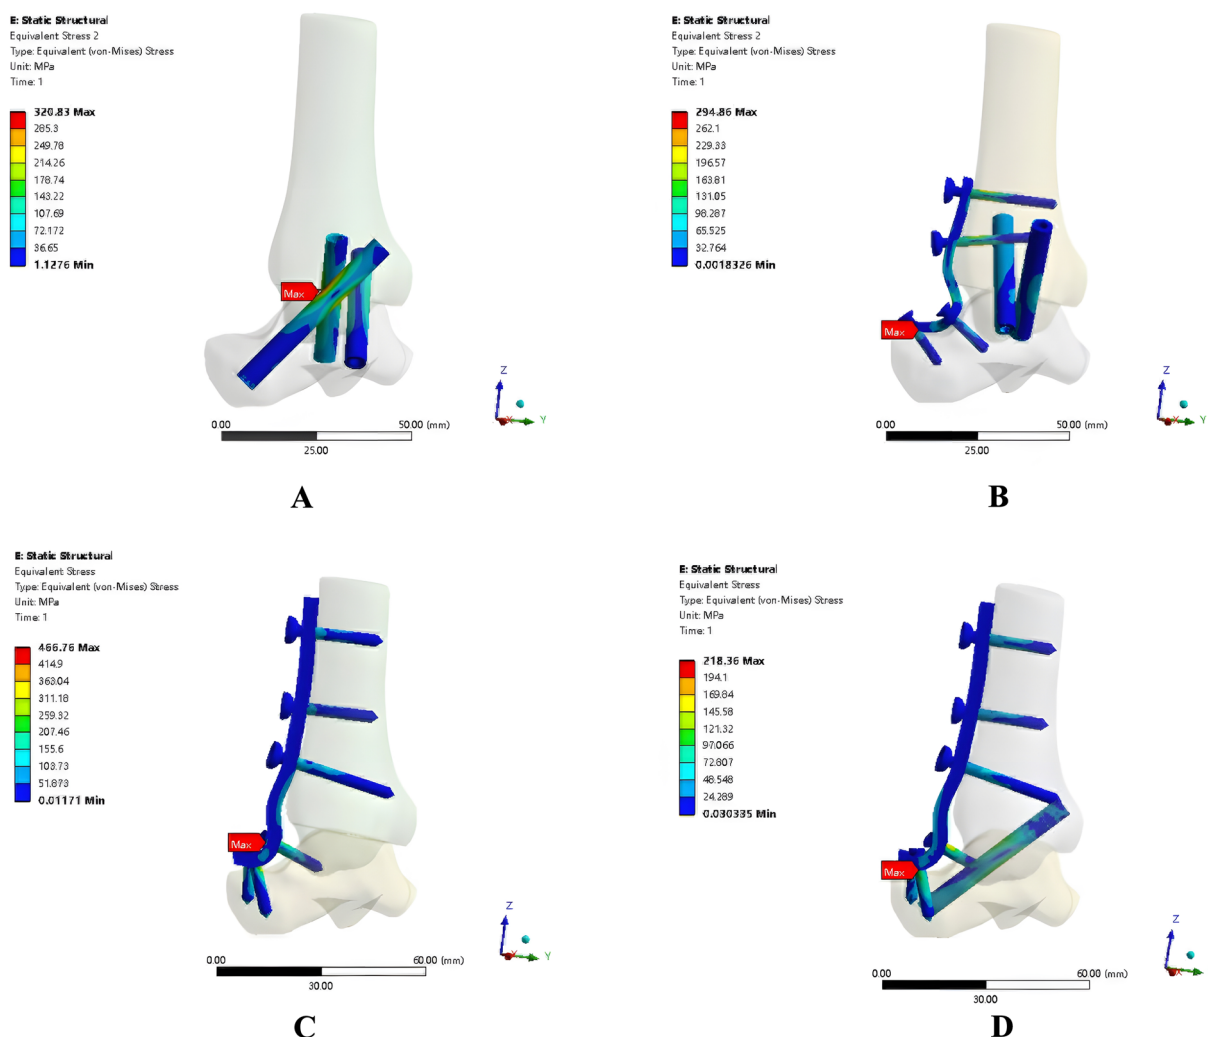 E: Static Structural
Equivalent Stress 2
Type: Equivalent (von-Mises) Stress
Unit: MPa
Time: 1
320.83 Max
285.3
249.78
214.26
178.74
143.22
107.69
72.172
36.65
1.1276 Min
Max
Z
X
Y
0.00
50.00 (mm)
25.00
A
E: Static Structural
Equivalent Stress 2
Type: Equivalent (von-Mises) Stress
Unit: MPa
Time: 1
294.86 Max
262.1
229.33
196.57
163.81
131.05
98.287
65.525
32.764
0.0018326 Min
Max
Z
X
Y
0.00
50.00 (mm)
25.00
B
E: Static Structural
Equivalent Stress
Type: Equivalent (von-Mises) Stress
Unit: MPa
Time: 1
466.76 Max
414.9
363.04
311.18
259.32
207.46
155.6
103.73
51.873
0.01171 Min
Max
Z
X
Y
0.00
60.00 (mm)
30.00
C
E: Static Structural
Equivalent Stress
Type: Equivalent (von-Mises) Stress
Unit: MPa
Time: 1
218.36 Max
194.1
169.84
145.58
121.32
97.066
72.807
48.548
24.289
0.030335 Min
Max
Z
X
0.00
60.00 (mm)
30.00
D